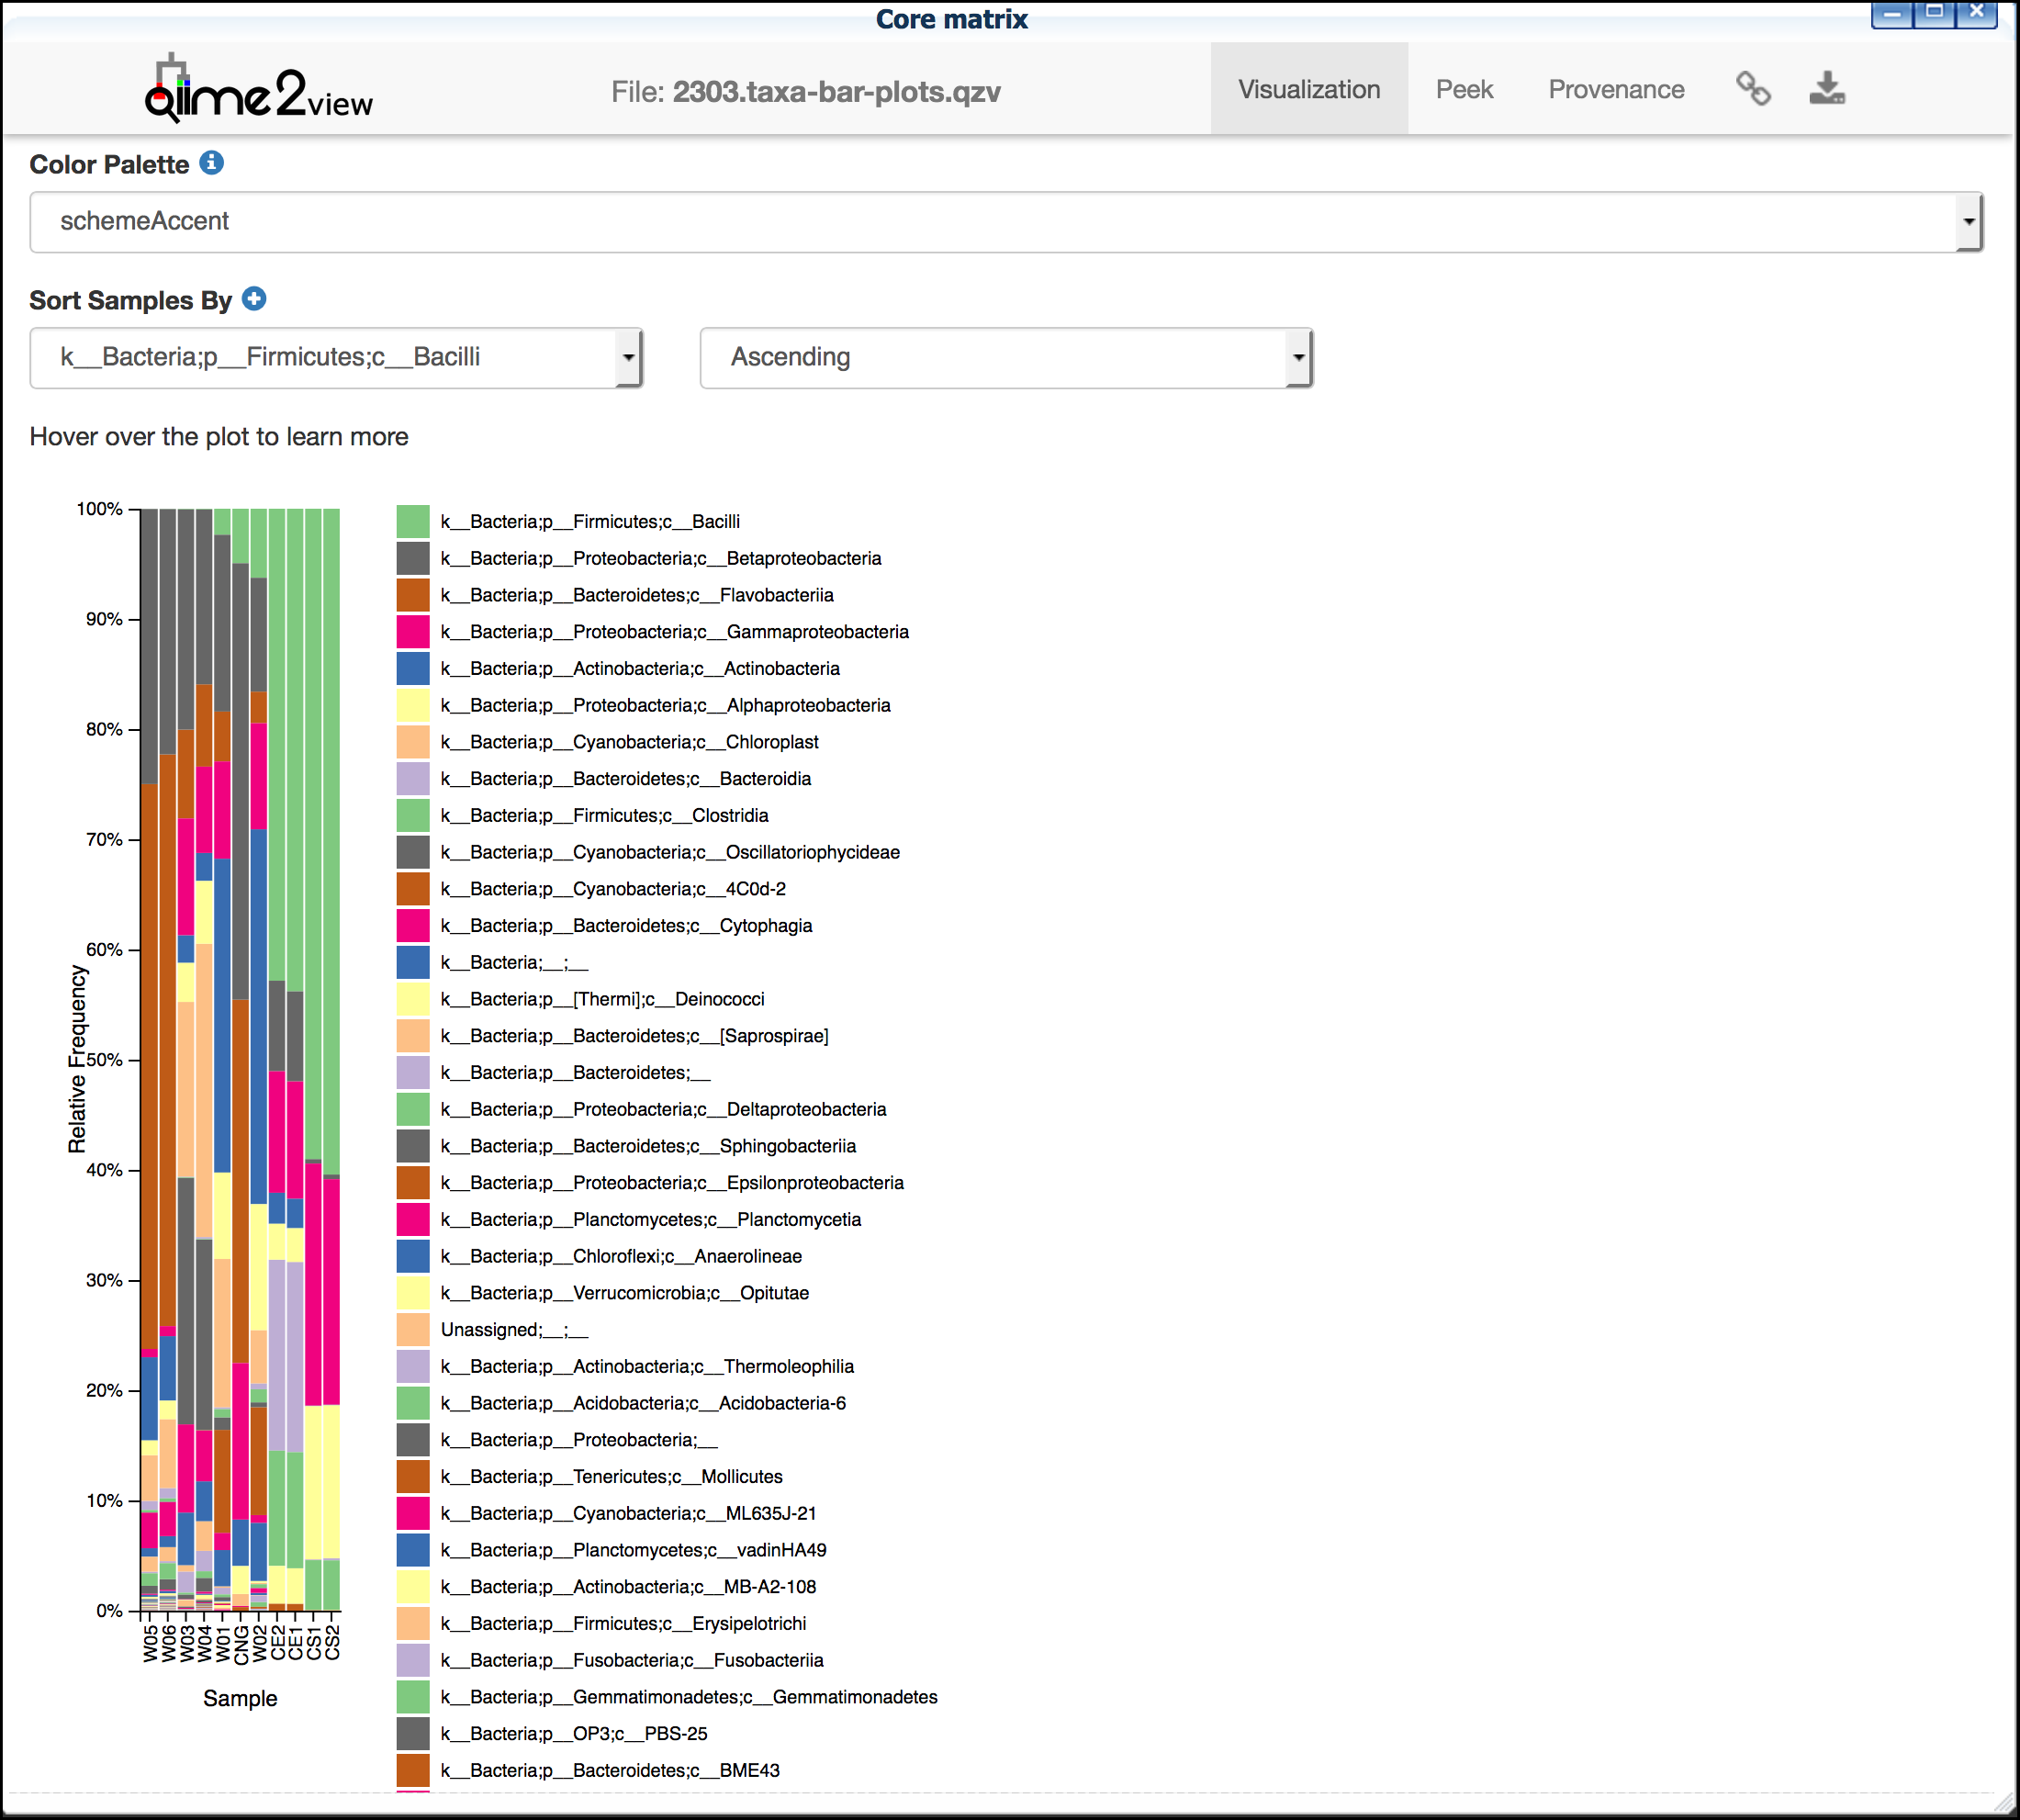 Core matrix
qiime2view
File: 2303.taxa-bar-plots.qzv
Visualization
Peek
Provenance
Color Palette
schemeAccent
Sort Samples By
k__Bacteria;p__Firmicutes;c__Bacilli
Ascending
Hover over the plot to learn more
100%
90%
80%
70%
60%
50%
40%
30%
20%
10%
0%
Relative Frequency
W05
W06
W03
W04
W01
CNG
W02
CE2
CE1
CS1
CS2
Sample
k__Bacteria;p__Firmicutes;c__Bacilli
k__Bacteria;p__Proteobacteria;c__Betaproteobacteria
k__Bacteria;p__Bacteroidetes;c__Flavobacteriia
k__Bacteria;p__Proteobacteria;c__Gammaproteobacteria
k__Bacteria;p__Actinobacteria;c__Actinobacteria
k__Bacteria;p__Proteobacteria;c__Alphaproteobacteria
k__Bacteria;p__Cyanobacteria;c__Chloroplast
k__Bacteria;p__Bacteroidetes;c__Bacteroidia
k__Bacteria;p__Firmicutes;c__Clostridia
k__Bacteria;p__Cyanobacteria;c__Oscillatoriophycideae
k__Bacteria;p__Cyanobacteria;c__4C0d-2
k__Bacteria;p__Bacteroidetes;c__Cytophagia
k__Bacteria;__;__
k__Bacteria;p__[Thermi];c__Deinococci
k__Bacteria;p__Bacteroidetes;c__[Saprospirae]
k__Bacteria;p__Bacteroidetes;__
k__Bacteria;p__Proteobacteria;c__Deltaproteobacteria
k__Bacteria;p__Bacteroidetes;c__Sphingobacteriia
k__Bacteria;p__Proteobacteria;c__Epsilonproteobacteria
k__Bacteria;p__Planctomycetes;c__Planctomycetia
k__Bacteria;p__Chloroflexi;c__Anaerolineae
k__Bacteria;p__Verrucomicrobia;c__Opitutae
Unassigned;__;__
k__Bacteria;p__Actinobacteria;c__Thermoleophilia
k__Bacteria;p__Acidobacteria;c__Acidobacteria-6
k__Bacteria;p__Proteobacteria;__
k__Bacteria;p__Tenericutes;c__Mollicutes
k__Bacteria;p__Cyanobacteria;c__ML635J-21
k__Bacteria;p__Planctomycetes;c__vadinHA49
k__Bacteria;p__Actinobacteria;c__MB-A2-108
k__Bacteria;p__Firmicutes;c__Erysipelotrichi
k__Bacteria;p__Fusobacteria;c__Fusobacteriia
k__Bacteria;p__Gemmatimonadetes;c__Gemmatimonadetes
k__Bacteria;p__OP3;c__PBS-25
k__Bacteria;p__Bacteroidetes;c__BME43